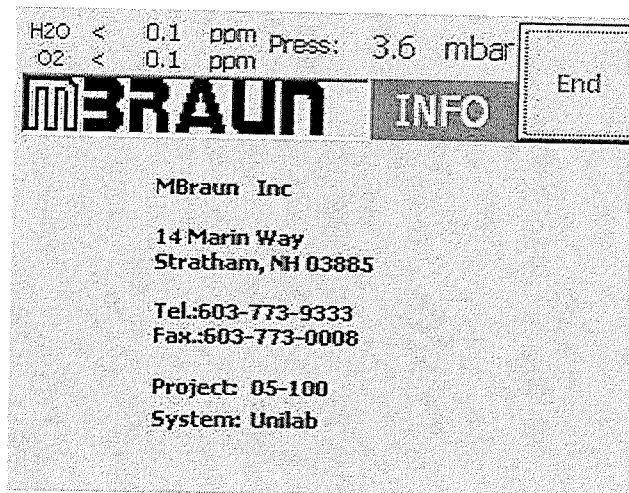 H2O < 0.1 ppm Press: 3.6 mbar
O2 < 0.1 ppm
End
MBRAUN INFO
MBraun Inc
14 Marin Way
Stratham, NH 03885
Tel.:603-773-9333
Fax.:603-773-0008
Project: 05-100
System: Unilab